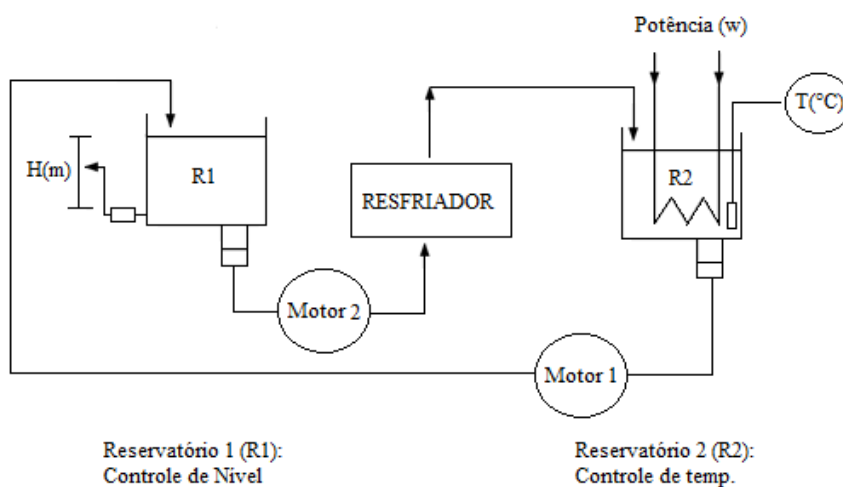 Potência (w)
T(°C)
H(m)
R1
R2
RESFRIADOR
Motor 2
Motor 1
Reservatório 1 (R1):
Controle de Nível
Reservatório 2 (R2):
Controle de temp.